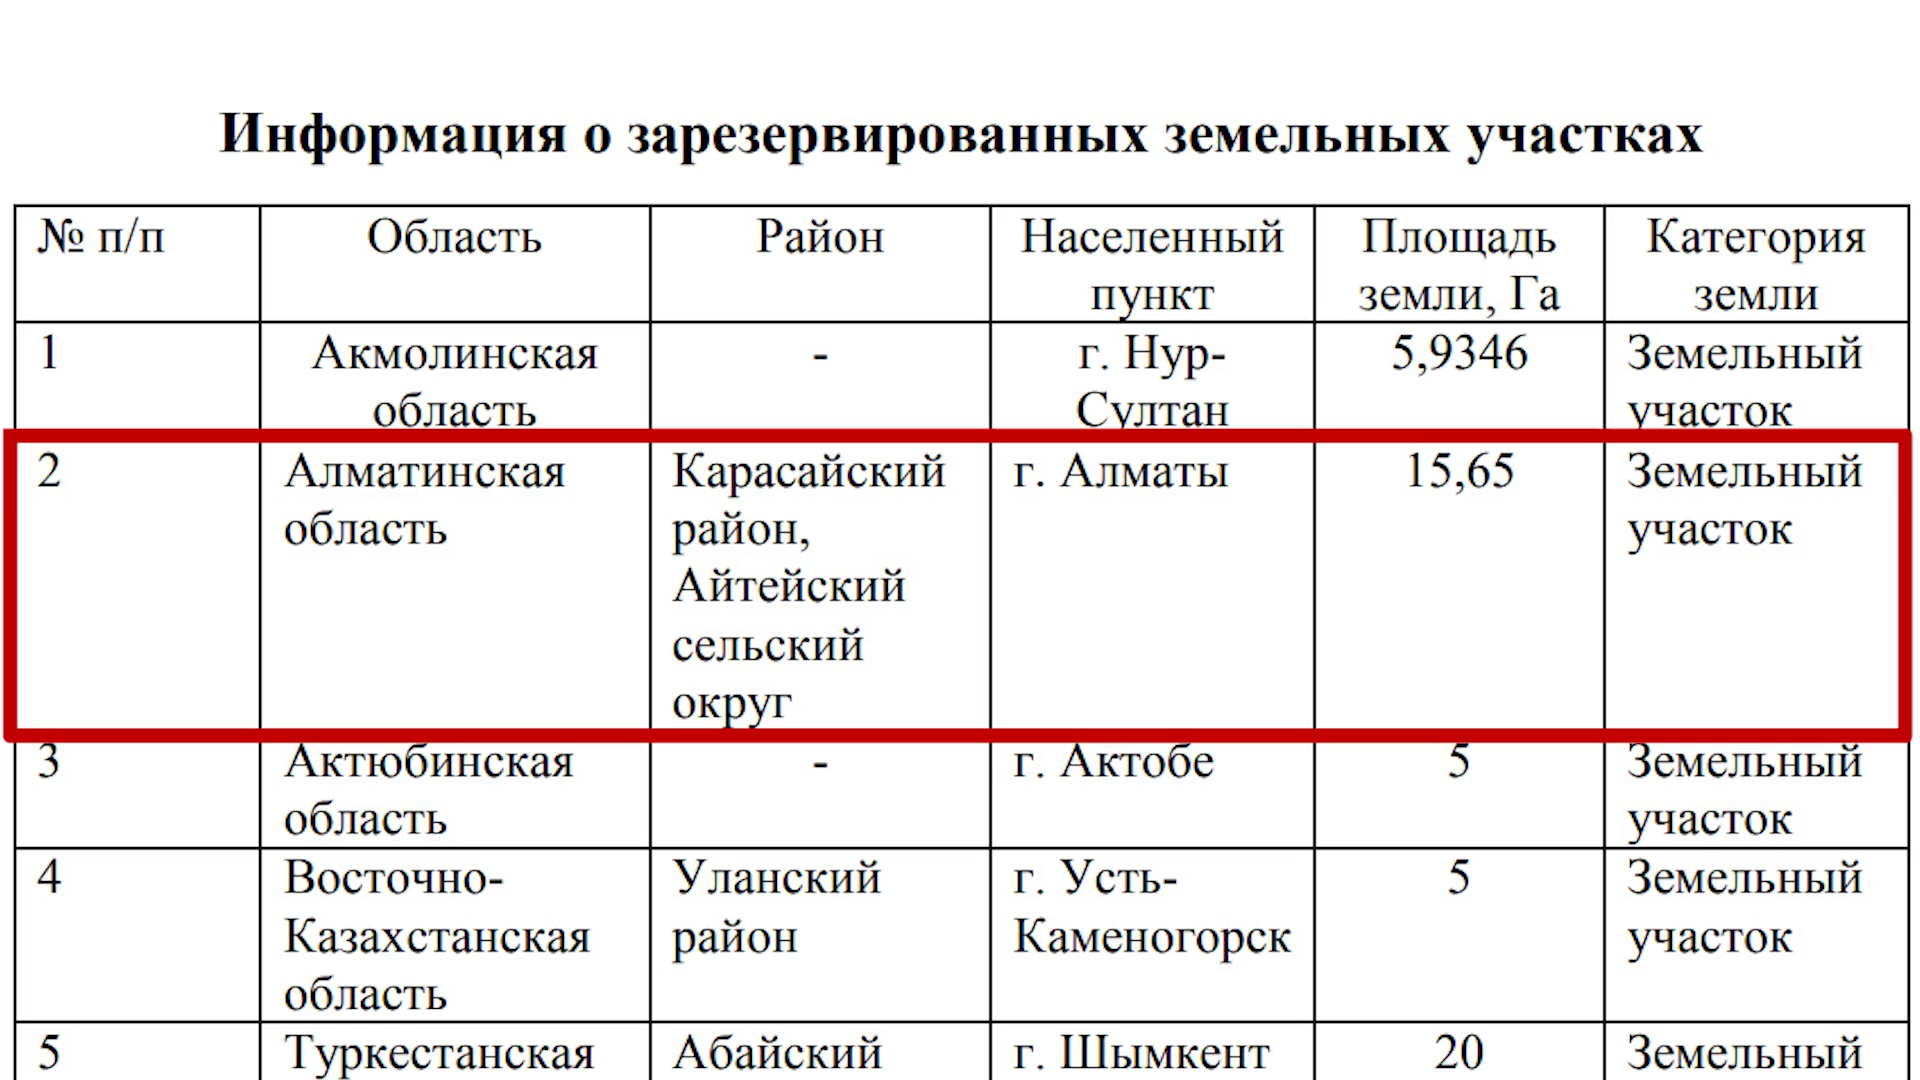 Информация о зарезервированных земельных участках
№ п/п Область Район Населенный пункт Площадь земли, Га Категория земли
1 Акмолинская область - г. Нур-Султан 5,9346 Земельный участок
2 Алматинская область Карасайский район, Айтейский сельский округ г. Алматы 15,65 Земельный участок
3 Актюбинская область - г. Актобе 5 Земельный участок
4 Восточно-Казахстанская область Уланский район г. Усть-Каменогорск 5 Земельный участок
5 Туркестанская Абайский г. Шымкент 20 Земельный